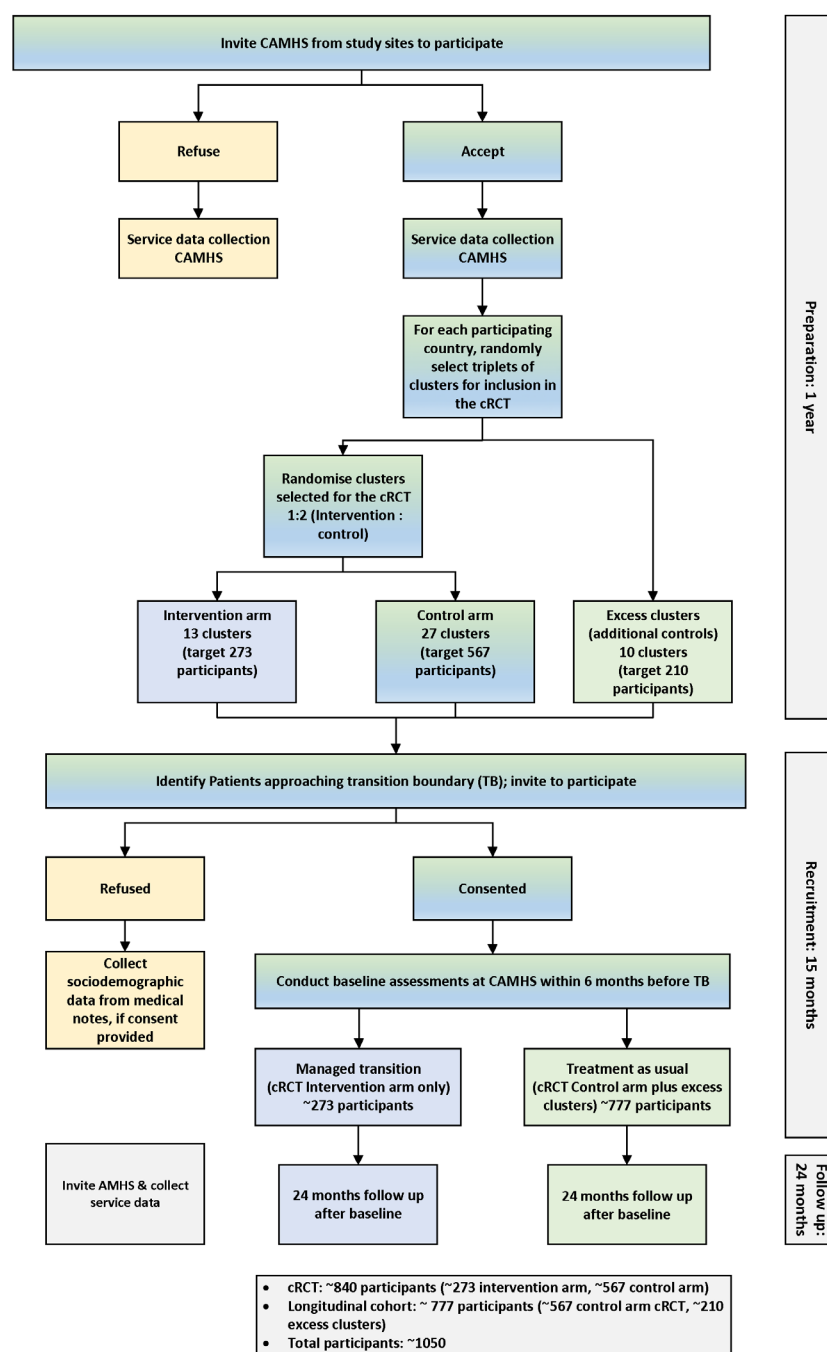 Invite CAMHS from study sites to participate
Refuse
Accept
Service data collection
CAMHS
Service data collection
CAMHS
For each participating
country, randomly
select triplets of
clusters for inclusion in
the cRCT
Randomise clusters
selected for the cRCT
1:2 (Intervention :
control)
Intervention arm
13 clusters
(target 273
participants)
Control arm
27 clusters
(target 567
participants)
Excess clusters
(additional controls)
10 clusters
(target 210
participants)
Preparation: 1 year
Identify Patients approaching transition boundary (TB); invite to participate
Refused
Consented
Collect
sociodemographic
data from medical
notes, if consent
provided
Conduct baseline assessments at CAMHS within 6 months before TB
Managed transition
(cRCT Intervention arm only)
~273 participants
Treatment as usual
(cRCT Control arm plus excess
clusters) ~777 participants
Recruitment: 15 months
Invite AMHS & collect
service data
24 months follow up
after baseline
24 months follow up
after baseline
Follow up:
24 months
• cRCT: ~840 participants (~273 intervention arm, ~567 control arm)
• Longitudinal cohort: ~ 777 participants (~567 control arm cRCT, ~210
excess clusters)
• Total participants: ~1050